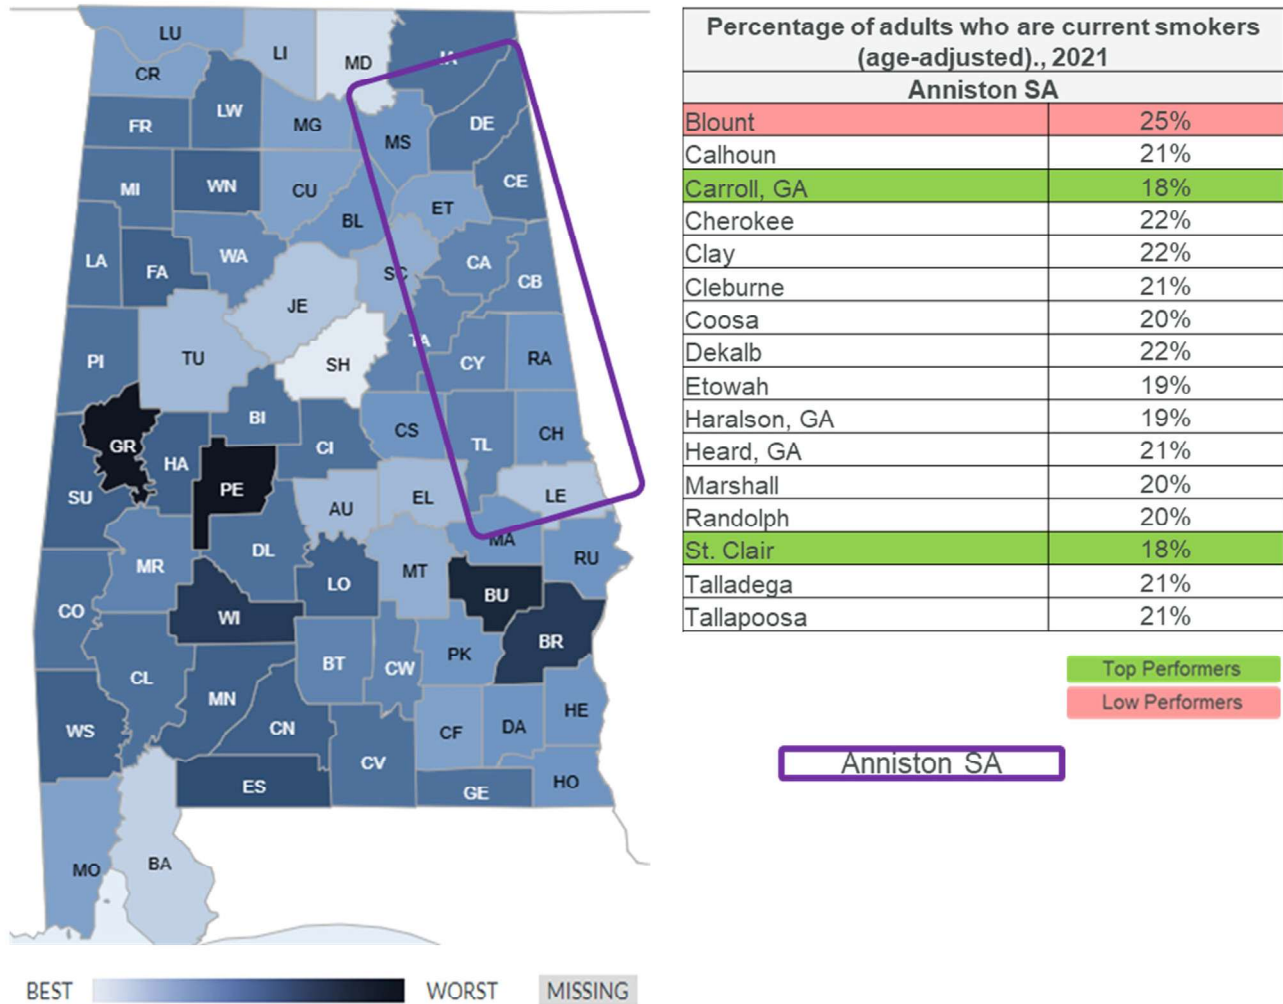 LU
LI
MD
JA
CR
LW
FR
MG
MS
DE
MI
WN
CU
CE
BL
ET
LA
FA
WA
SC
CA
CB
JE
PI
TU
SH
TA
CY
RA
BI
CS
CH
GR
HA
CI
TL
SU
PE
AU
EL
LE
MR
DL
MA
RU
LO
MT
BU
CO
WI
BR
CL
BT
CW
PK
WS
MN
CN
CF
DA
HE
CV
ES
GE
HO
MO
BA
BEST
WORST
MISSING
Percentage of adults who are current smokers
(age-adjusted)., 2021
Anniston SA
Blount 25%
Calhoun 21%
Carroll, GA 18%
Cherokee 22%
Clay 22%
Cleburne 21%
Coosa 20%
Dekalb 22%
Etowah 19%
Haralson, GA 19%
Heard, GA 21%
Marshall 20%
Randolph 20%
St. Clair 18%
Talladega 21%
Tallapoosa 21%
Top Performers
Low Performers
Anniston SA